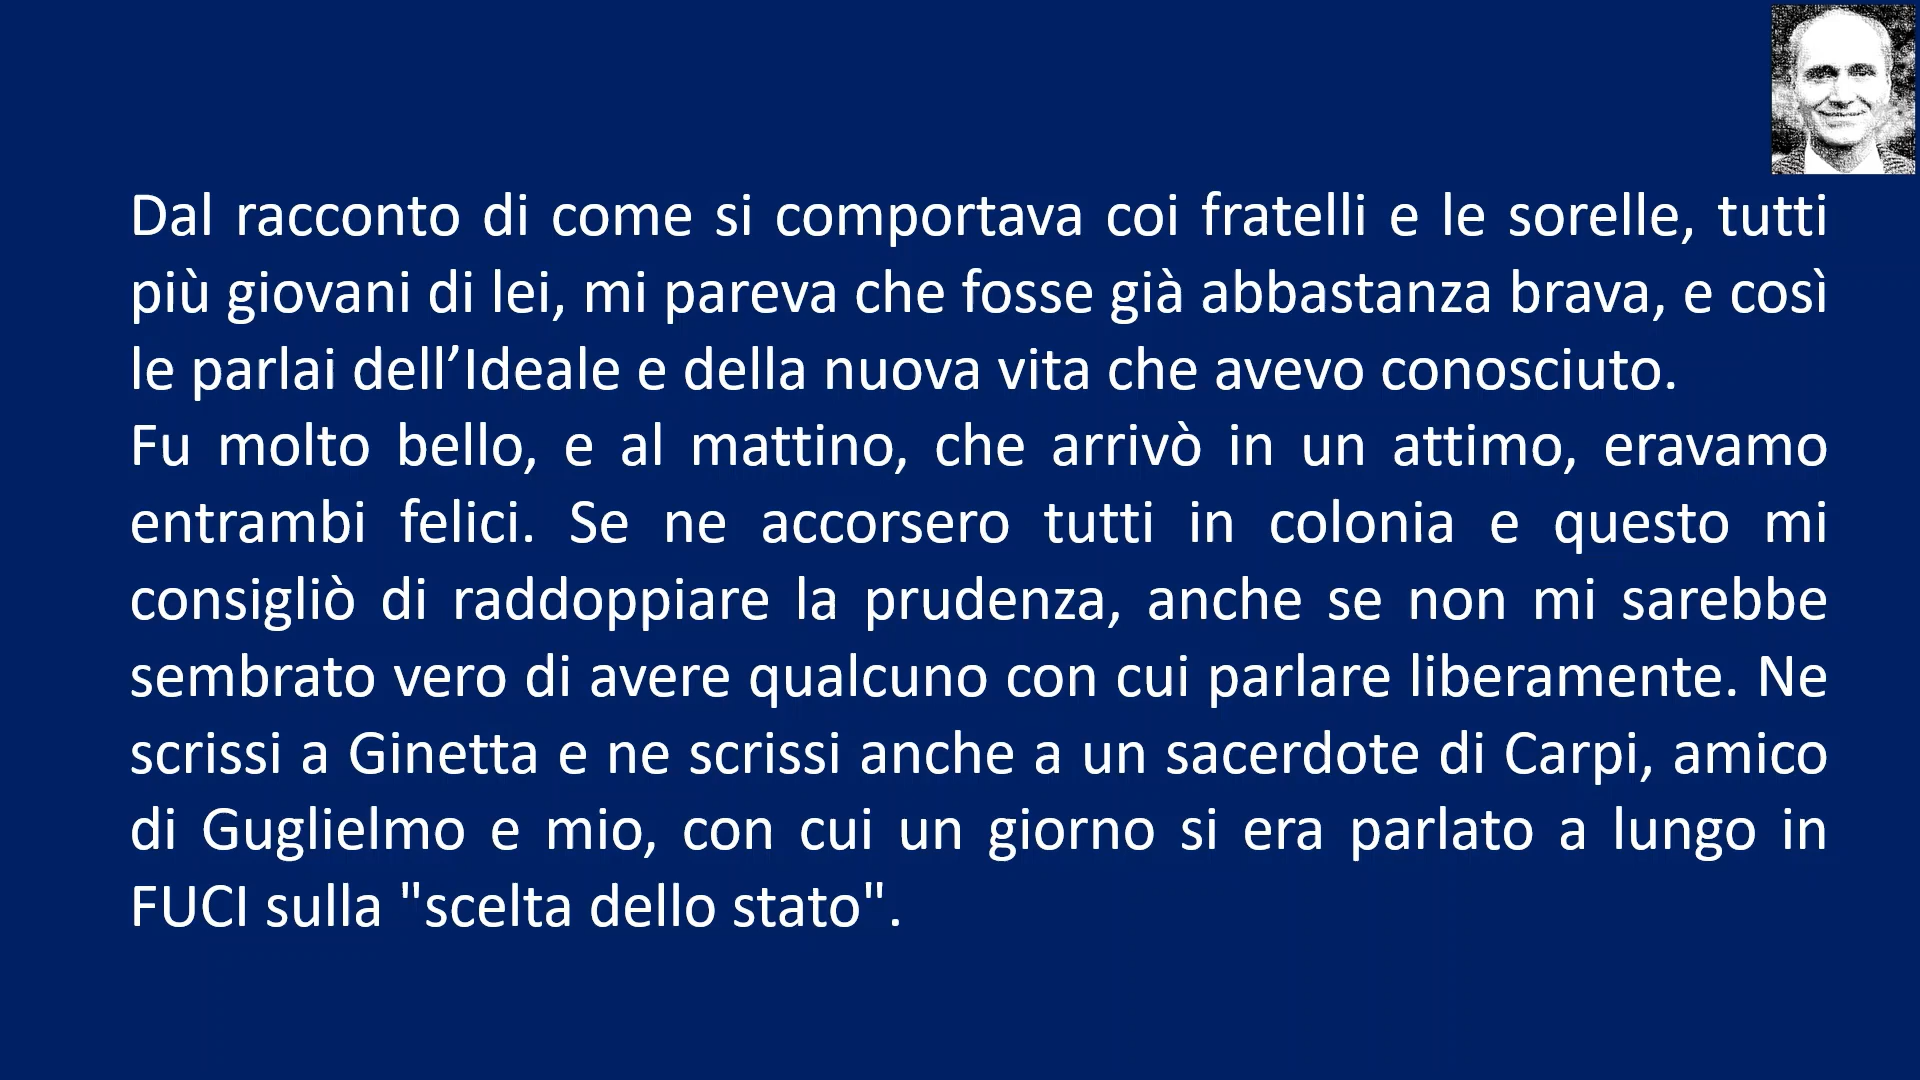 Dal racconto di come si comportava coi fratelli e le sorelle, tutti
più giovani di lei, mi pareva che fosse già abbastanza brava, e così
le parlai dell’Ideale e della nuova vita che avevo conosciuto.
Fu molto bello, e al mattino, che arrivò in un attimo, eravamo
entrambi felici. Se ne accorsero tutti in colonia e questo mi
consigliò di raddoppiare la prudenza, anche se non mi sarebbe
sembrato vero di avere qualcuno con cui parlare liberamente. Ne
scrissi a Ginetta e ne scrissi anche a un sacerdote di Carpi, amico
di Guglielmo e mio, con cui un giorno si era parlato a lungo in
FUCI sulla "scelta dello stato".